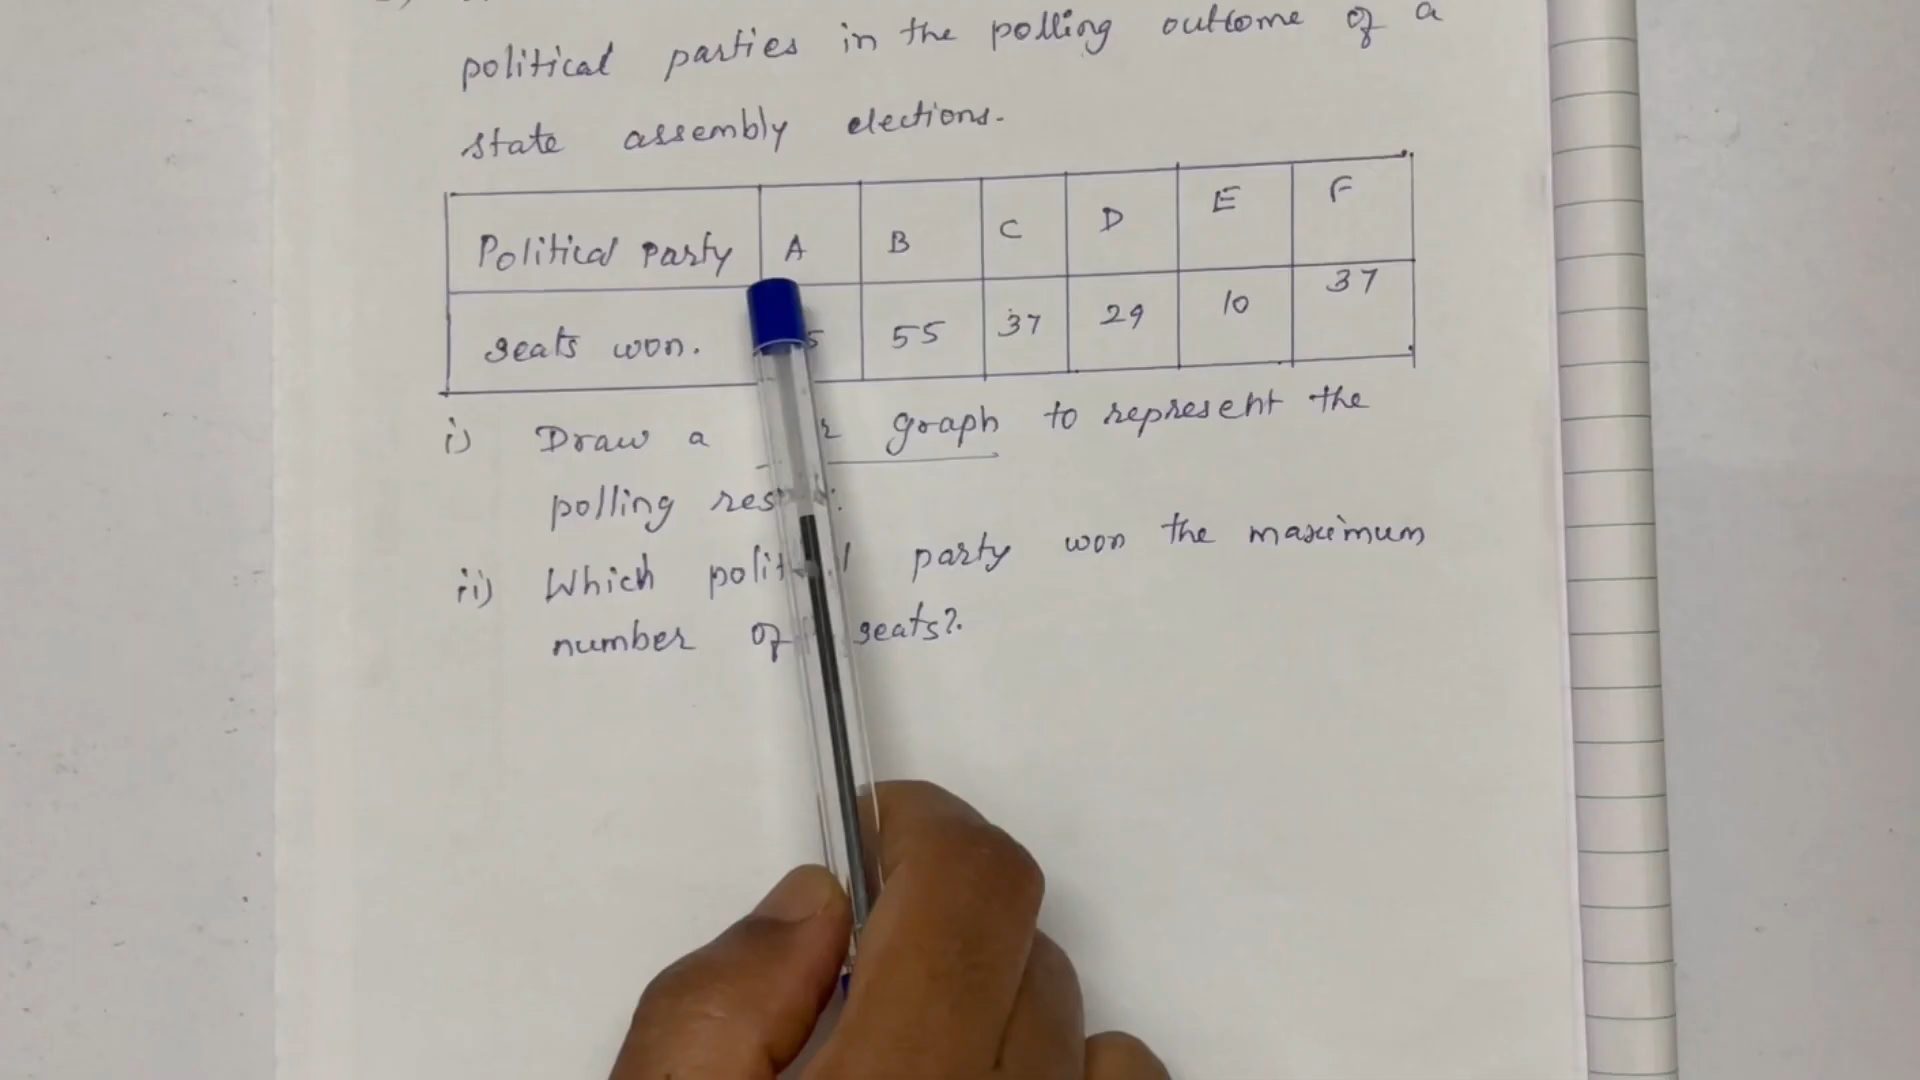 political parties in the polling outcome of a
state assembly elections.
Political Party A B C D E F
seats won. 55 37 29 10 37
i) Draw a graph to represent the
polling
ii) Which party won the maximum
number of seats?